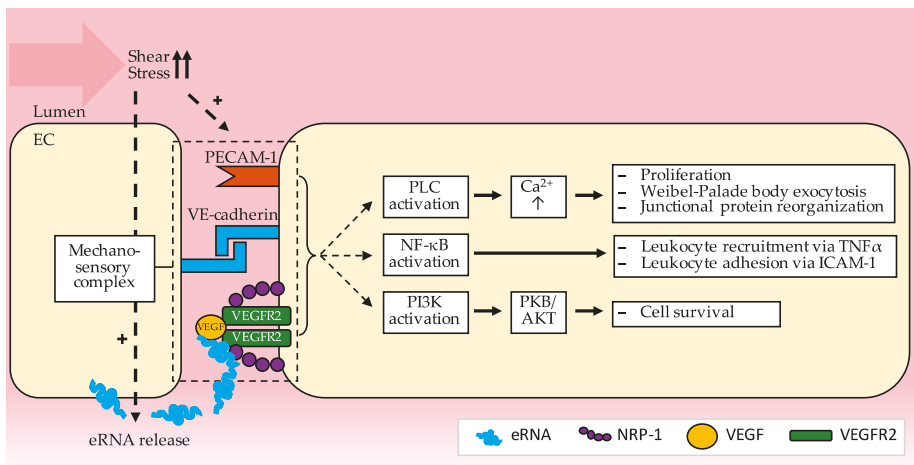 Shear
Stress
+
Lumen
EC
PECAM-1
VE-cadherin
Mechano-
sensory
complex
+
VEGF
VEGFR2
VEGFR2
eRNA release
PLC
activation
Ca²⁺
↑
– Proliferation
– Weibel-Palade body exocytosis
– Junctional protein reorganization
NF-κB
activation
– Leukocyte recruitment via TNFα
– Leukocyte adhesion via ICAM-1
PI3K
activation
PKB/
AKT
– Cell survival
eRNA NRP-1 VEGF VEGFR2